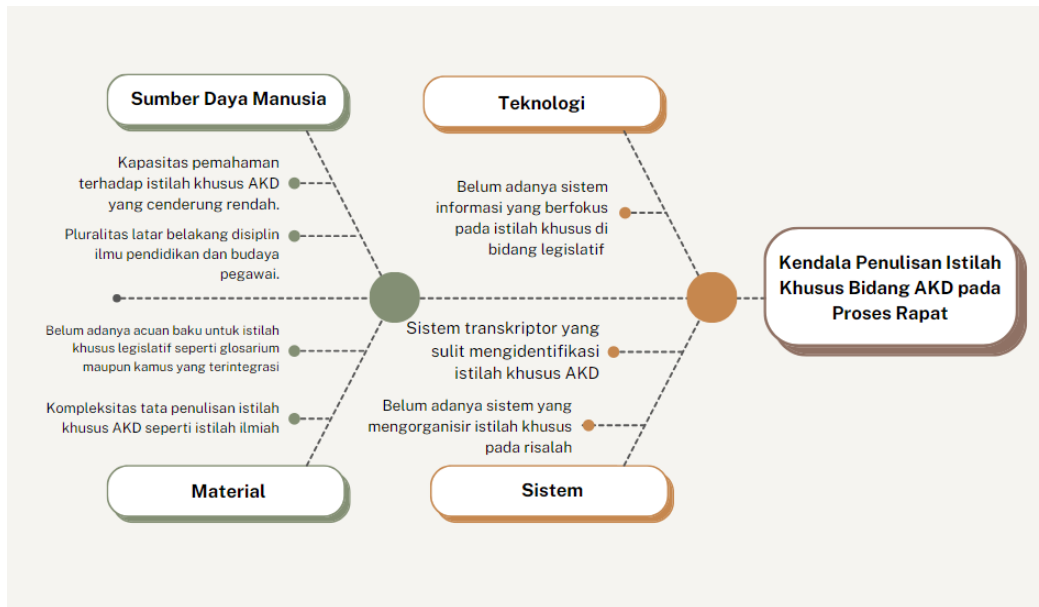 Sumber Daya Manusia
Kapasitas pemahaman
terhadap istilah khusus AKD
yang cenderung rendah.
Pluralitas latar belakang disiplin
ilmu pendidikan dan budaya
pegawai.
Teknologi
Belum adanya sistem
informasi yang berfokus
pada istilah khusus di
bidang legislatif
Kendala Penulisan Istilah
Khusus Bidang AKD pada
Proses Rapat
Belum adanya acuan baku untuk istilah
khusus legislatif seperti glosarium
maupun kamus yang terintegrasi
Kompleksitas tata penulisan istilah
khusus AKD seperti istilah ilmiah
Material
Sistem transkriptor yang
sulit mengidentifikasi
istilah khusus AKD
Belum adanya sistem yang
mengorganisir istilah khusus
pada risalah
Sistem